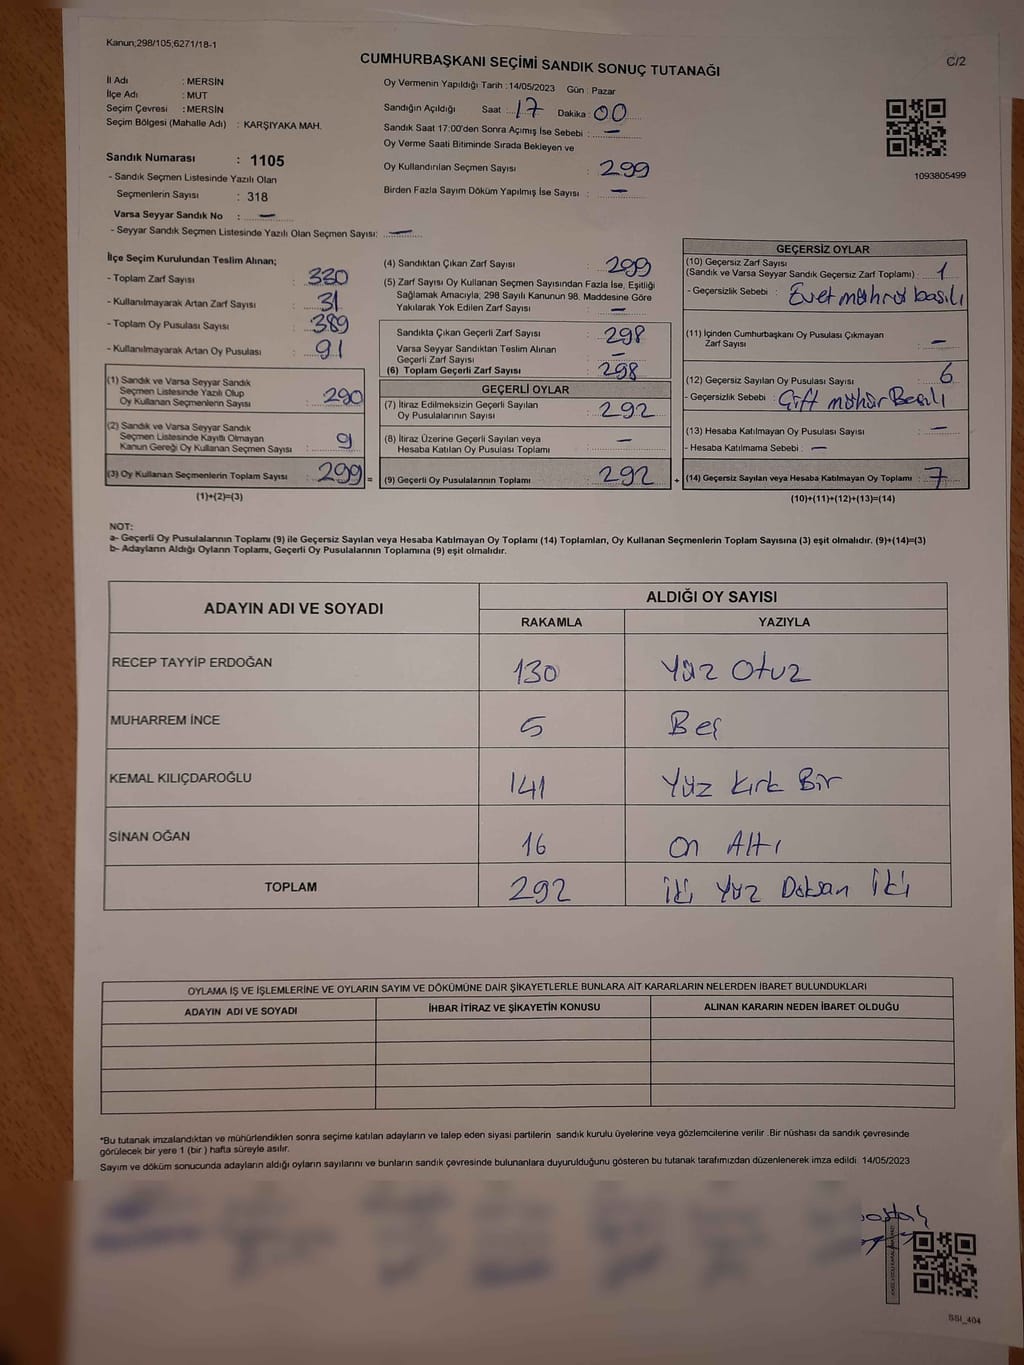 Kanun;298/105;6271/18-1
CUMHURBAŞKANI SEÇİMİ SANDIK SONUÇ TUTANAĞI
C/2
İl Adı : MERSİN
İlçe Adı : MUT
Seçim Çevresi : MERSİN
Seçim Bölgesi (Mahalle Adı) : KARŞIYAKA MAH.
Sandık Numarası : 1105
- Sandık Seçmen Listesinde Yazılı Olan
Seçmenlerin Sayısı : 318
Varsa Seyyar Sandık No : —
- Seyyar Sandık Seçmen Listesinde Yazılı Olan Seçmen Sayısı: —
Oy Vermenin Yapıldığı Tarih :14/05/2023 Gün : Pazar
Sandığın Açıldığı Saat : 17 Dakika : 00
Sandık Saat 17:00'den Sonra Açımış İse Sebebi : —
Oy Verme Saati Bitiminde Sırada Bekleyen ve
Oy Kullandırılan Seçmen Sayısı : 299
Birden Fazla Sayım Döküm Yapılmış İse Sayısı : —
1093805499
İlçe Seçim Kurulundan Teslim Alınan;
- Toplam Zarf Sayısı : 330
- Kullanılmayarak Artan Zarf Sayısı : 31
- Toplam Oy Pusulası Sayısı : 389
- Kullanılmayarak Artan Oy Pusulası : 91
(1) Sandık ve Varsa Seyyar Sandık
Seçmen Listesinde Yazılı Olup
Oy Kullanan Seçmenlerin Sayısı : 290
(2) Sandık ve Varsa Seyyar Sandık
Seçmen Listesinde Kayıtlı Olmayan
Kanun Gereği Oy Kullanan Seçmen Sayısı : 9
(3) Oy Kullanan Seçmenlerin Toplam Sayısı : 299 =
(1)+(2)=(3)
(4) Sandıktan Çıkan Zarf Sayısı : 299
(5) Zarf Sayısı Oy Kullanan Seçmen Sayısından Fazla İse, Eşitliği
Sağlamak Amacıyla, 298 Sayılı Kanunun 98. Maddesine Göre
Yakılarak Yok Edilen Zarf Sayısı : —
Sandıkta Çıkan Geçerli Zarf Sayısı : 298
Varsa Seyyar Sandıktan Teslim Alınan
Geçerli Zarf Sayısı : —
(6) Toplam Geçerli Zarf Sayısı : 298
GEÇERLİ OYLAR
(7) İtiraz Edilmeksizin Geçerli Sayılan
Oy Pusulalarının Sayısı : 292
(8) İtiraz Üzerine Geçerli Sayılan veya
Hesaba Katılan Oy Pusulası Toplamı : —
(9) Geçerli Oy Pusulalarının Toplamı : 292 +
GEÇERSİZ OYLAR
(10) Geçersiz Zarf Sayısı
(Sandık ve Varsa Seyyar Sandık Geçersiz Zarf Toplamı) : 1
- Geçersizlik Sebebi : Evet mührü basılı
(11) İçinden Cumhurbaşkanı Oy Pusulası Çıkmayan
Zarf Sayısı : —
(12) Geçersiz Sayılan Oy Pusulası Sayısı : 6
- Geçersizlik Sebebi : Çift mühür Basılı
(13) Hesaba Katılmayan Oy Pusulası Sayısı : —
- Hesaba Katılmama Sebebi : —
(14) Geçersiz Sayılan veya Hesaba Katılmayan Oy Toplamı : 7
(10)+(11)+(12)+(13)=(14)
NOT:
a- Geçerli Oy Pusulalarının Toplamı (9) ile Geçersiz Sayılan veya Hesaba Katılmayan Oy Toplamı (14) Toplamları, Oy Kullanan Seçmenlerin Toplam Sayısına (3) eşit olmalıdır. (9)+(14)=(3)
b- Adayların Aldığı Oyların Toplamı, Geçerli Oy Pusulalarının Toplamına (9) eşit olmalıdır.
ADAYIN ADI VE SOYADI
ALDIĞI OY SAYISI
RAKAMLA YAZIYLA
RECEP TAYYİP ERDOĞAN 130 Yüz Otuz
MUHARREM İNCE 5 Beş
KEMAL KILIÇDAROĞLU 141 Yüz Kırk Bir
SİNAN OĞAN 16 On Altı
TOPLAM 292 İki Yüz Doksan İki
OYLAMA İŞ VE İŞLEMLERİNE VE OYLARIN SAYIM VE DÖKÜMÜNE DAİR ŞİKAYETLERLE BUNLARA AİT KARARLARIN NELERDEN İBARET BULUNDUKLARI
ADAYIN ADI VE SOYADI İHBAR İTİRAZ VE ŞİKAYETİN KONUSU ALINAN KARARIN NEDEN İBARET OLDUĞU
*Bu tutanak imzalandıktan ve mühürlendikten sonra seçime katılan adayların ve talep eden siyasi partilerin sandık kurulu üyelerine veya gözlemcilerine verilir .Bir nüshası da sandık çevresinde
görülecek bir yere 1 (bir ) hafta süreyle asılır.
Sayım ve döküm sonucunda adayların aldığı oyların sayılarını ve bunların sandık çevresinde bulunanlara duyurulduğunu gösteren bu tutanak tarafımızdan düzenlenerek imza edildi. 14/05/2023
SSI_404